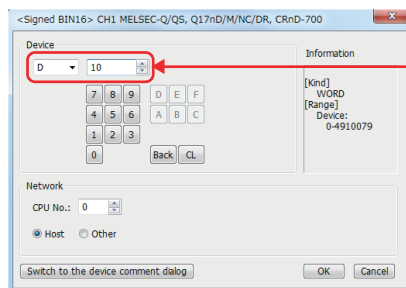 <Signed BIN16> CH1 MELSEC-Q/QS, Q17nD/M/NC/DR, CRnD-700
Device
D 10
Information
[Kind]
WORD
[Range]
Device:
0-4910079
7 8 9 D E F
4 5 6 A B C
1 2 3
0 Back CL
Network
CPU No.: 0
Host Other
Switch to the device comment dialog OK Cancel